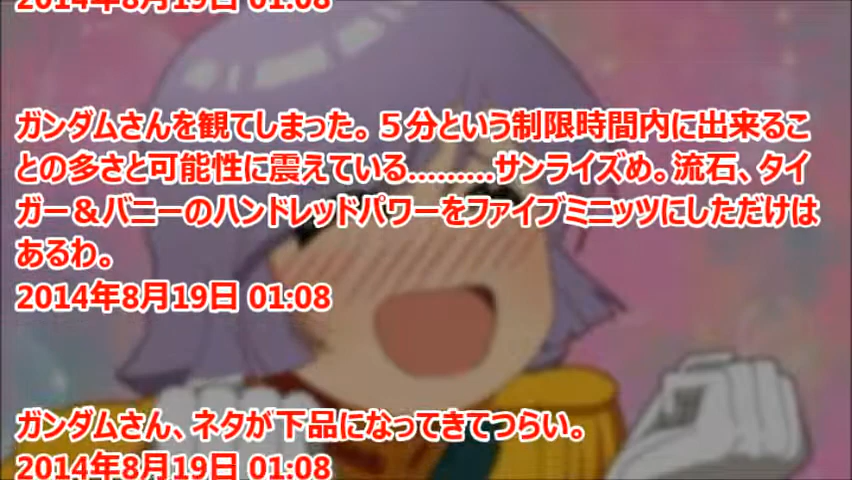 2014年8月19日 01:08
ガンダムさんを観てしまった。５分という制限時間内に出来るこ
との多さと可能性に震えている………サンライズめ。流石、タイ
ガー＆バニーのハンドレッドパワーをファイブミニッツにしただけは
あるわ。
2014年8月19日 01:08
ガンダムさん、ネタが下品になってきてつらい。
2014年8月19日 01:08